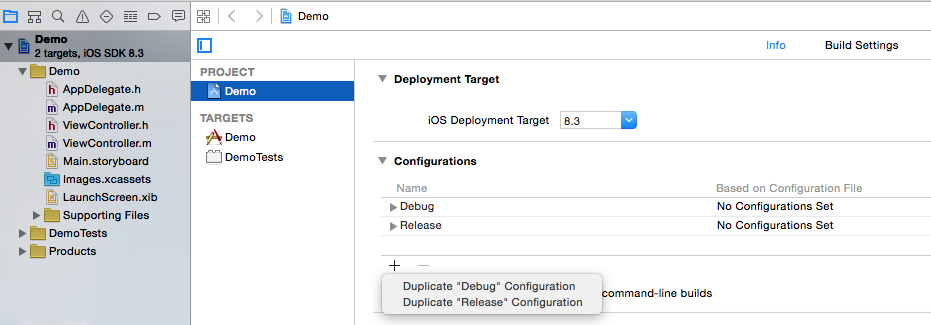 Demo
Demo
2 targets, iOS SDK 8.3
Demo
AppDelegate.h
AppDelegate.m
ViewController.h
ViewController.m
Main.storyboard
Images.xcassets
LaunchScreen.xib
Supporting Files
DemoTests
Products
Info
Build Settings
PROJECT
Demo
TARGETS
Demo
DemoTests
Deployment Target
iOS Deployment Target
8.3
Configurations
Name
Based on Configuration File
Debug
No Configurations Set
Release
No Configurations Set
Duplicate "Debug" Configuration
Duplicate "Release" Configuration
command-line builds